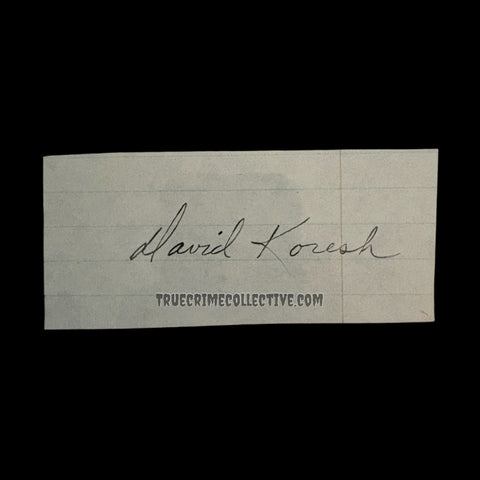 David Koresh
TRUECRIMECOLLECTIVE.COM